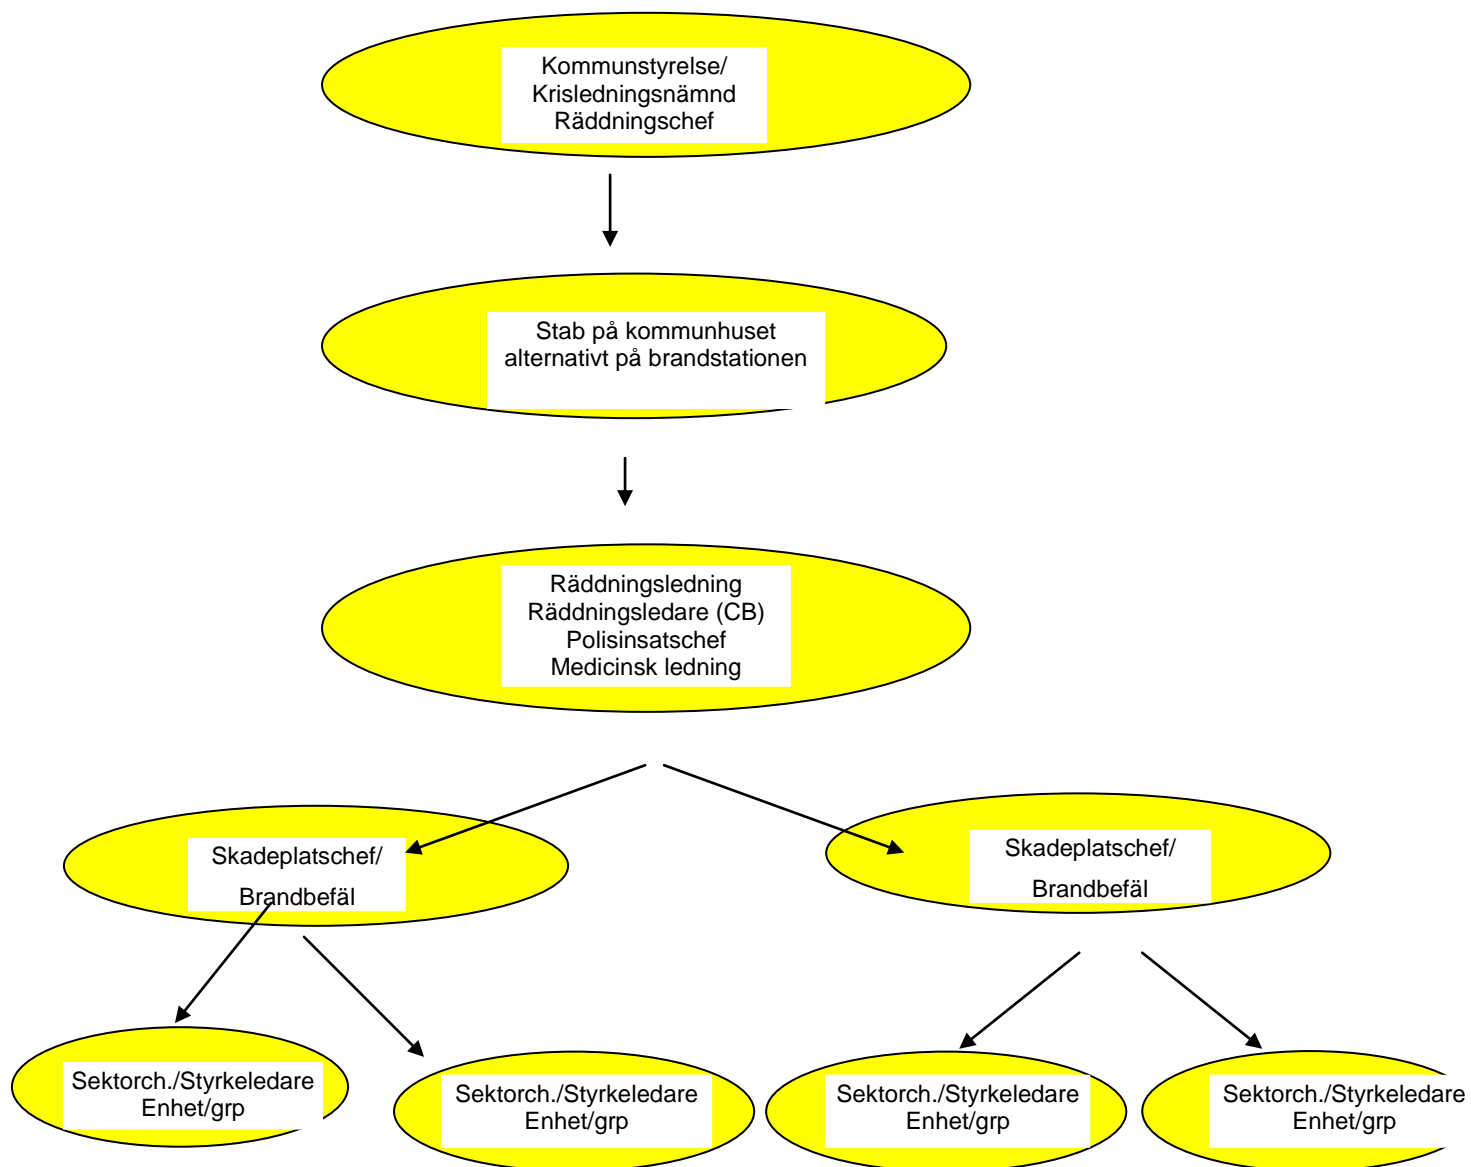 Kommunstyrelse/
Krisledningsnämnd
Räddningschef
Stab på kommunhuset
alternativt på brandstationen
Räddningsledning
Räddningsledare (CB)
Polisinsatschef
Medicinsk ledning
Skadeplatschef/
Brandbefäl
Skadeplatschef/
Brandbefäl
Sektorch./Styrkeledare
Enhet/grp
Sektorch./Styrkeledare
Enhet/grp
Sektorch./Styrkeledare
Enhet/grp
Sektorch./Styrkeledare
Enhet/grp